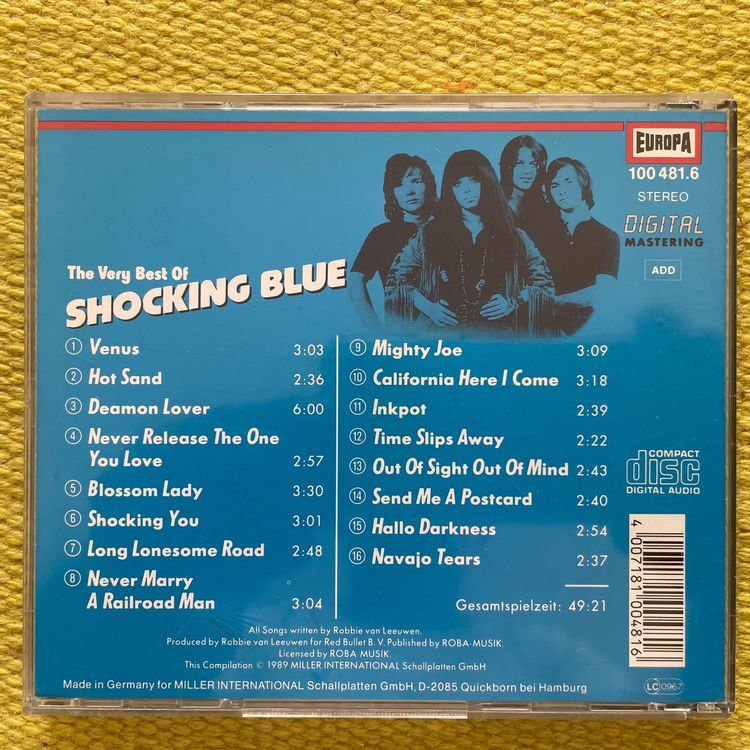 EUROPA
100 481.6
STEREO
DIGITAL
MASTERING
ADD
The Very Best Of
SHOCKING BLUE
1 Venus 3:03
2 Hot Sand 2:36
3 Deamon Lover 6:00
4 Never Release The One
You Love 2:57
5 Blossom Lady 3:30
6 Shocking You 3:01
7 Long Lonesome Road 2:48
8 Never Marry
A Railroad Man 3:04
9 Mighty Joe 3:09
10 California Here I Come 3:18
11 Inkpot 2:39
12 Time Slips Away 2:22
13 Out Of Sight Out Of Mind 2:43
14 Send Me A Postcard 2:40
15 Hallo Darkness 2:54
16 Navajo Tears 2:37
Gesamtspielzeit: 49:21
COMPACT
disc
DIGITAL AUDIO
4 007181 004816
All Songs written by Robbie van Leeuwen.
Produced by Robbie van Leeuwen for Red Bullet B. V. Published by ROBA-MUSIK.
Licensed by ROBA MUSIK.
This Compilation © 1989 MILLER INTERNATIONAL Schallplatten GmbH
Made in Germany for MILLER INTERNATIONAL Schallplatten GmbH, D-2085 Quickborn bei Hamburg
LC 0967